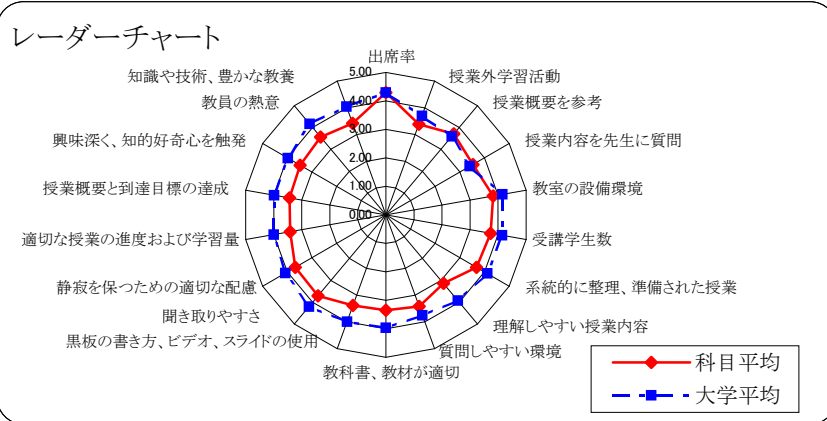 レーダーチャート
出席率
授業外学習活動
授業概要を参考
授業内容を先生に質問
教室の設備環境
受講学生数
系統的に整理、準備された授業
理解しやすい授業内容
質問しやすい環境
教科書、教材が適切
黒板の書き方、ビデオ、スライドの使用
聞き取りやすさ
静寂を保つための適切な配慮
適切な授業の進度および学習量
授業概要と到達目標の達成
興味深く、知的好奇心を触発
教員の熱意
知識や技術、豊かな教養
5.00
4.00
3.00
2.00
1.00
0.00
科目平均
大学平均